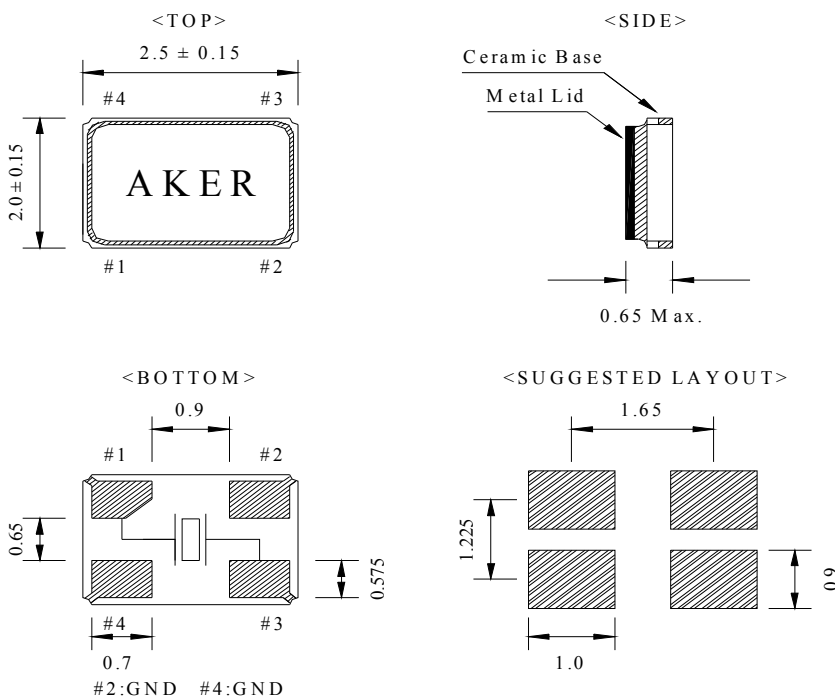 <TOP>
2.5 ± 0.15
#4 #3
2.0 ± 0.15
AKER
#1 #2
<SIDE>
Ceramic Base
Metal Lid
0.65 Max.
<BOTTOM>
0.9
#1 #2
0.65
0.575
#4 #3
0.7
#2:GND #4:GND
<SUGGESTED LAYOUT>
1.65
1.225
0.9
1.0